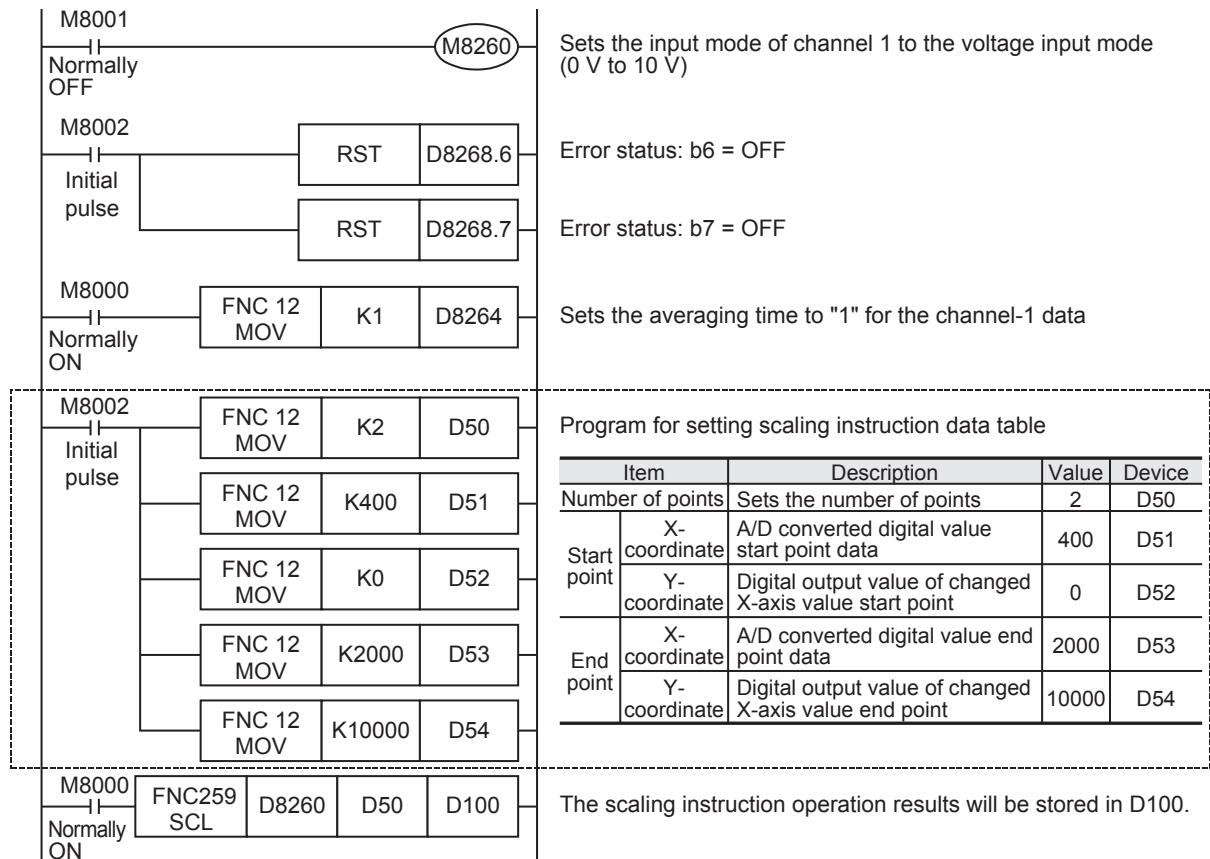 M8001
Normally
OFF
M8260
Sets the input mode of channel 1 to the voltage input mode
(0 V to 10 V)
M8002
Initial
pulse
RST D8268.6
Error status: b6 = OFF
RST D8268.7
Error status: b7 = OFF
M8000
Normally
ON
FNC 12
MOV
K1 D8264
Sets the averaging time to "1" for the channel-1 data
M8002
Initial
pulse
FNC 12
MOV
K2 D50
FNC 12
MOV
K400 D51
FNC 12
MOV
K0 D52
FNC 12
MOV
K2000 D53
FNC 12
MOV
K10000 D54
Program for setting scaling instruction data table
Item Description Value Device
Number of points Sets the number of points 2 D50
Start
point
X-
coordinate
A/D converted digital value
start point data
400 D51
Y-
coordinate
Digital output value of changed
X-axis value start point
0 D52
End
point
X-
coordinate
A/D converted digital value end
point data
2000 D53
Y-
coordinate
Digital output value of changed
X-axis value end point
10000 D54
M8000
Normally
ON
FNC259
SCL
D8260 D50 D100
The scaling instruction operation results will be stored in D100.